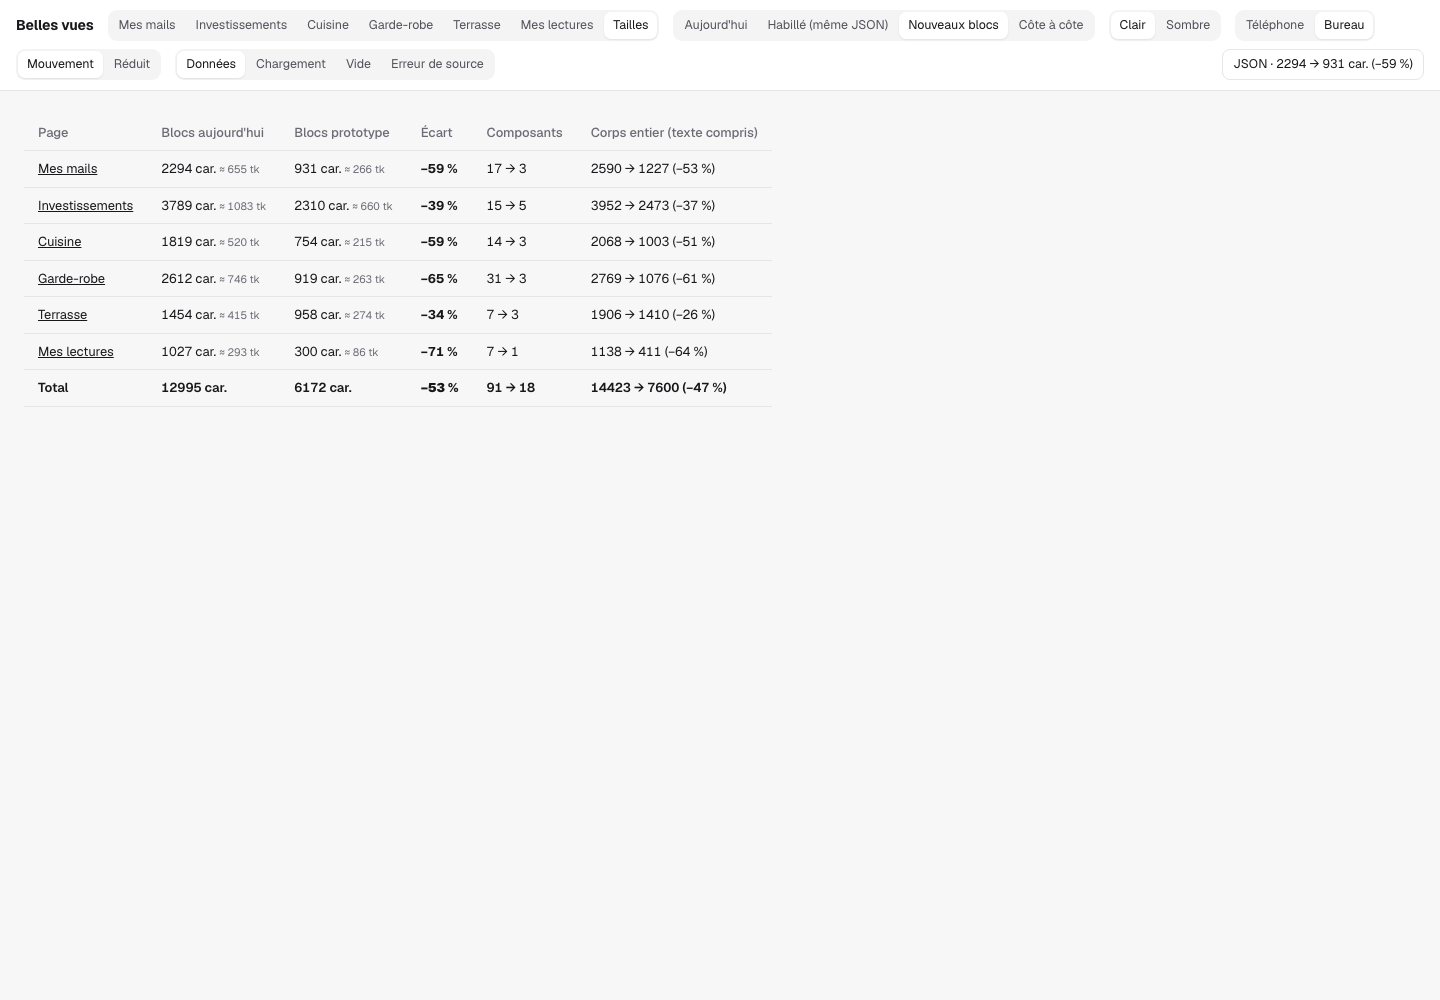 Belles vues Mes mails Investissements Cuisine Garde-robe Terrasse Mes lectures Tailles Aujourd'hui Habillé (même JSON) Nouveaux blocs Côte à côte Clair Sombre Téléphone Bureau
Mouvement Réduit Données Chargement Vide Erreur de source JSON · 2294 → 931 car. (−59 %)
Page Blocs aujourd'hui Blocs prototype Écart Composants Corps entier (texte compris)
Mes mails 2294 car. ≈ 655 tk 931 car. ≈ 266 tk −59 % 17 → 3 2590 → 1227 (−53 %)
Investissements 3789 car. ≈ 1083 tk 2310 car. ≈ 660 tk −39 % 15 → 5 3952 → 2473 (−37 %)
Cuisine 1819 car. ≈ 520 tk 754 car. ≈ 215 tk −59 % 14 → 3 2068 → 1003 (−51 %)
Garde-robe 2612 car. ≈ 746 tk 919 car. ≈ 263 tk −65 % 31 → 3 2769 → 1076 (−61 %)
Terrasse 1454 car. ≈ 415 tk 958 car. ≈ 274 tk −34 % 7 → 3 1906 → 1410 (−26 %)
Mes lectures 1027 car. ≈ 293 tk 300 car. ≈ 86 tk −71 % 7 → 1 1138 → 411 (−64 %)
Total 12995 car. 6172 car. −53 % 91 → 18 14423 → 7600 (−47 %)